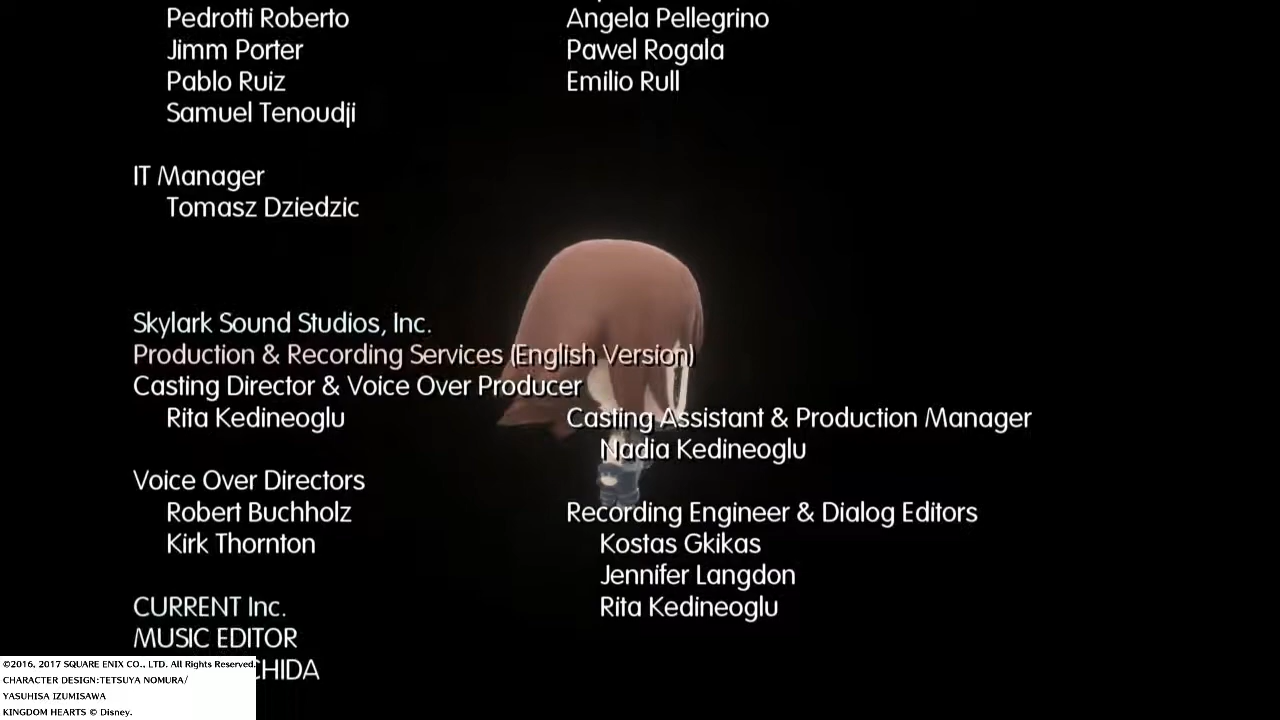 Pedrotti Roberto
Jimm Porter
Pablo Ruiz
Samuel Tenoudji
Angela Pellegrino
Pawel Rogala
Emilio Rull
IT Manager
Tomasz Dziedzic
Skylark Sound Studios, Inc.
Production & Recording Services (English Version)
Casting Director & Voice Over Producer
Rita Kedineoglu
Casting Assistant & Production Manager
Nadia Kedineoglu
Voice Over Directors
Robert Buchholz
Kirk Thornton
Recording Engineer & Dialog Editors
Kostas Gkikas
Jennifer Langdon
Rita Kedineoglu
CURRENT Inc.
MUSIC EDITOR
©2016, 2017 SQUARE ENIX CO., LTD. All Rights Reserved.
CHARACTER DESIGN:TETSUYA NOMURA/
YASUHISA IZUMISAWA
KINGDOM HEARTS © Disney.